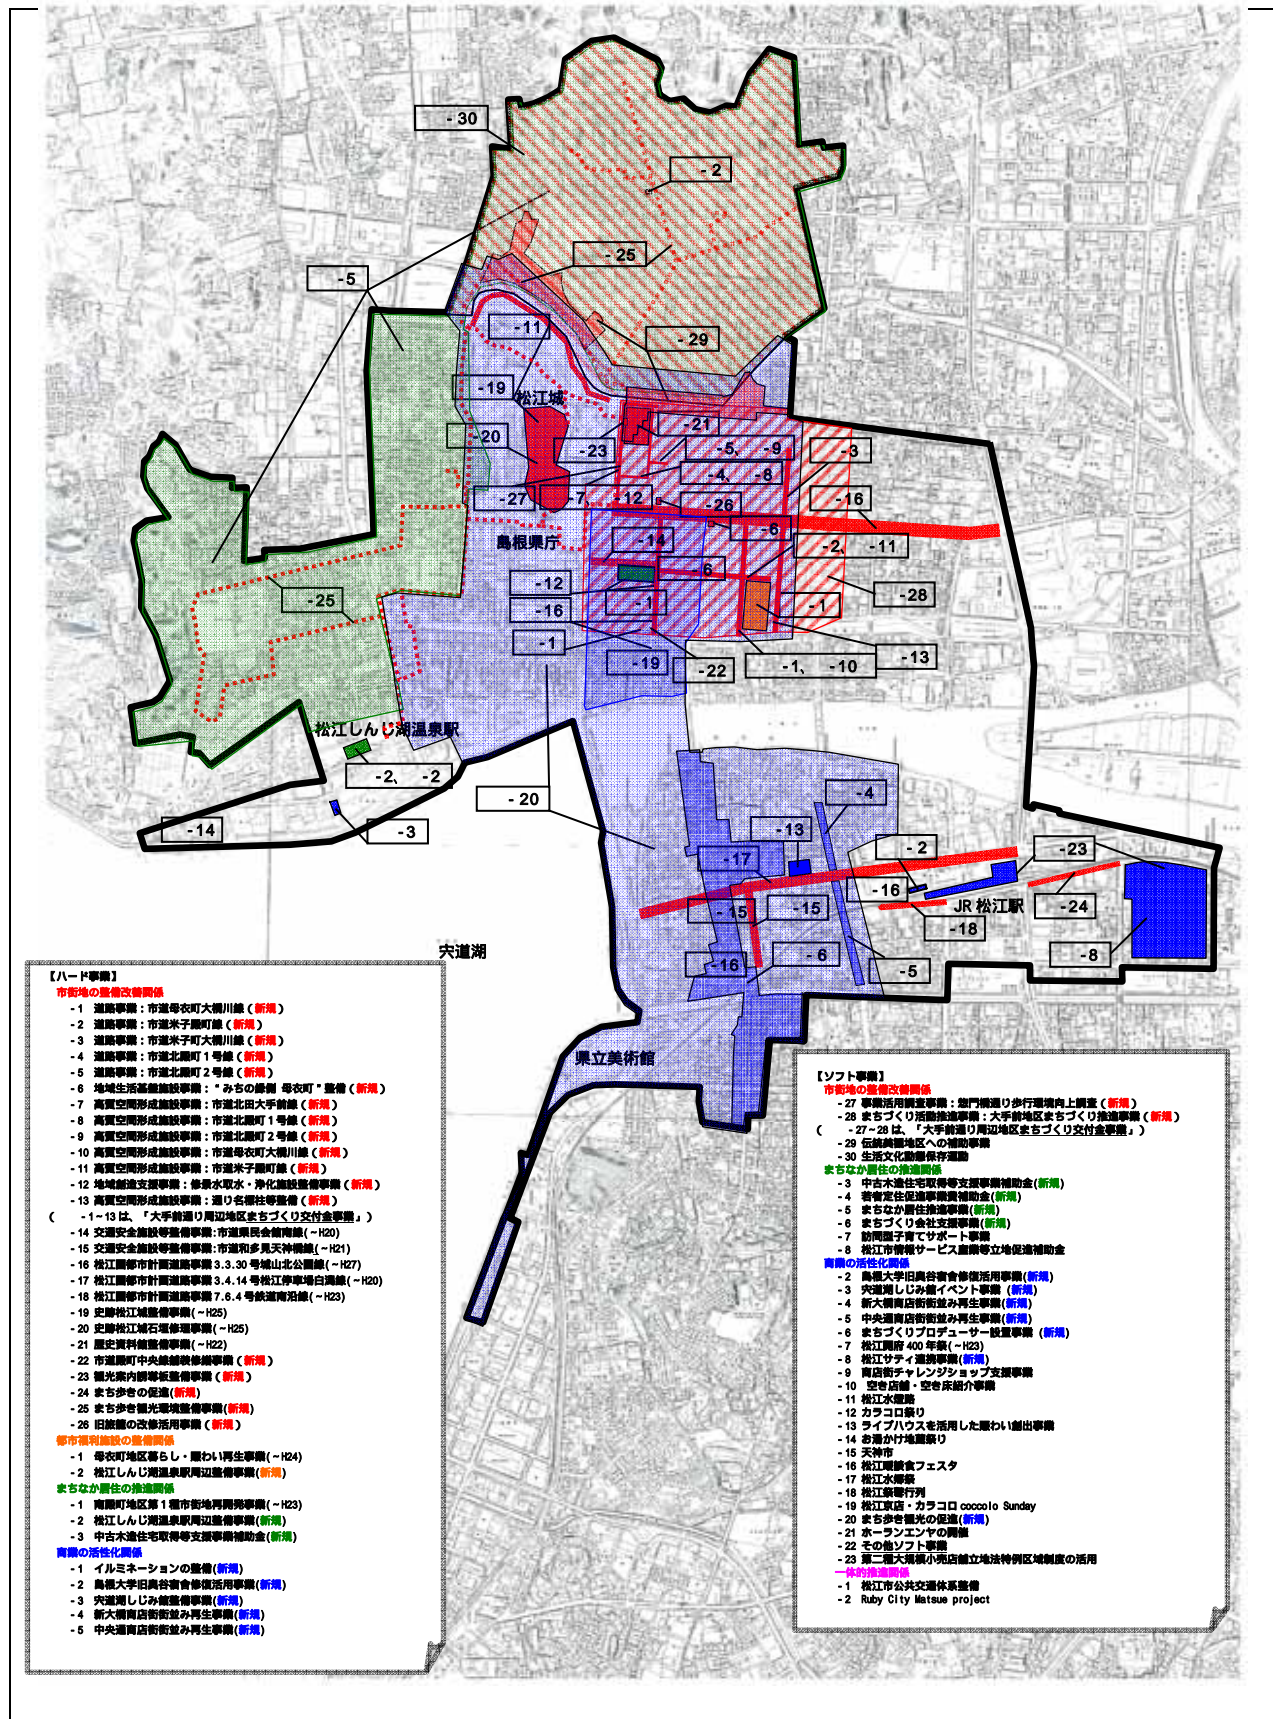 - 30
- 2
- 25
- 5
- 11
- 29
- 19
松江城
- 21
- 20
- 23
- 5、 - 9
- 3
- 4、 - 8
- 27
- 7、 - 12
- 26
- 16
- 6
島根県庁
- 14
- 2、 - 11
- 12
- 6
- 25
- 28
- 16
- 1
- 1
- 1
- 19
- 22
- 1、 - 10
- 13
松江しんじ湖温泉駅
- 2、 - 2
- 20
- 4
- 14
- 3
- 13
- 2
- 23
- 17
- 16
JR 松江駅
- 15
- 15
- 18
- 24
宍道湖
- 16
- 6
- 5
- 8
県立美術館
【ハード事業】
市街地の整備改善関係
- 1 道路事業：市道母衣町大橋川線（新規）
- 2 道路事業：市道米子殿町線（新規）
- 3 道路事業：市道米子町大橋川線（新規）
- 4 道路事業：市道北殿町１号線（新規）
- 5 道路事業：市道北殿町２号線（新規）
- 6 地域生活基盤施設事業：“みちの縁側 母衣町”整備（新規）
- 7 高質空間形成施設事業：市道北田大手前線（新規）
- 8 高質空間形成施設事業：市道北殿町１号線（新規）
- 9 高質空間形成施設事業：市道北殿町２号線（新規）
- 10 高質空間形成施設事業：市道母衣町大橋川線（新規）
- 11 高質空間形成施設事業：市道米子殿町線（新規）
- 12 地域創造支援事業：修景水取水・浄化施設整備事業（新規）
- 13 高質空間形成施設事業：通り名標柱等整備（新規）
（ - 1～13 は、「大手前通り周辺地区まちづくり交付金事業」）
- 14 交通安全施設等整備事業:市道県民会館南線(～H20)
- 15 交通安全施設等整備事業:市道和多見天神橋線(～H21)
- 16 松江圏都市計画道路事業 3.3.30 号城山北公園線(～H27)
- 17 松江圏都市計画道路事業 3.4.14 号松江停車場白潟線(～H20)
- 18 松江圏都市計画道路事業 7.6.4 号鉄道南沿線(～H23)
- 19 史跡松江城整備事業(～H25)
- 20 史跡松江城石垣修理事業(～H25)
- 21 歴史資料館整備事業(～H22)
- 22 市道殿町中央線舗装修繕事業（新規）
- 23 観光案内誘導板整備事業（新規）
- 24 まち歩きの促進(新規)
- 25 まち歩き観光環境整備事業(新規)
- 26 旧旅館の改修活用事業（新規）
都市福利施設の整備関係
- 1 母衣町地区暮らし・賑わい再生事業(～H24)
- 2 松江しんじ湖温泉駅周辺整備事業(新規)
まちなか居住の推進関係
- 1 南殿町地区第１種市街地再開発事業(～H23)
- 2 松江しんじ湖温泉駅周辺整備事業(新規)
- 3 中古木造住宅取得等支援事業補助金(新規)
商業の活性化関係
- 1 イルミネーションの整備(新規)
- 2 島根大学旧奥谷宿舎修復活用事業(新規)
- 3 宍道湖しじみ館整備事業(新規)
- 4 新大橋商店街街並み再生事業(新規)
- 5 中央通商店街街並み再生事業(新規)
【ソフト事業】
市街地の整備改善関係
- 27 事業活用調査事業：惣門橋通り歩行環境向上調査（新規）
- 28 まちづくり活動推進事業：大手前地区まちづくり推進事業（新規）
（ - 27～28 は、「大手前通り周辺地区まちづくり交付金事業」）
- 29 伝統美観地区への補助事業
- 30 生活文化動態保存運動
まちなか居住の推進関係
- 3 中古木造住宅取得等支援事業補助金(新規)
- 4 若者定住促進事業費補助金(新規)
- 5 まちなか居住推進事業(新規)
- 6 まちづくり会社支援事業(新規)
- 7 訪問型子育てサポート事業
- 8 松江市情報サービス産業等立地促進補助金
商業の活性化関係
- 2 島根大学旧奥谷宿舎修復活用事業(新規)
- 3 宍道湖しじみ館イベント事業（新規）
- 4 新大橋商店街街並み再生事業(新規)
- 5 中央通商店街街並み再生事業(新規)
- 6 まちづくりプロデューサー設置事業（新規）
- 7 松江開府 400 年祭(～H23)
- 8 松江サティ連携事業(新規)
- 9 商店街チャレンジショップ支援事業
- 10 空き店舗・空き床紹介事業
- 11 松江水燈路
- 12 カラコロ祭り
- 13 ライブハウスを活用した賑わい創出事業
- 14 お湯かけ地蔵祭り
- 15 天神市
- 16 松江暖談食フェスタ
- 17 松江水郷祭
- 18 松江祭鼕行列
- 19 松江京店・カラコロ coccolo Sunday
- 20 まち歩き観光の促進(新規)
- 21 ホーランエンヤの開催
- 22 その他ソフト事業
- 23 第二種大規模小売店舗立地法特例区域制度の活用
一体的推進関係
- 1 松江市公共交通体系整備
- 2 Ruby City Matsue project